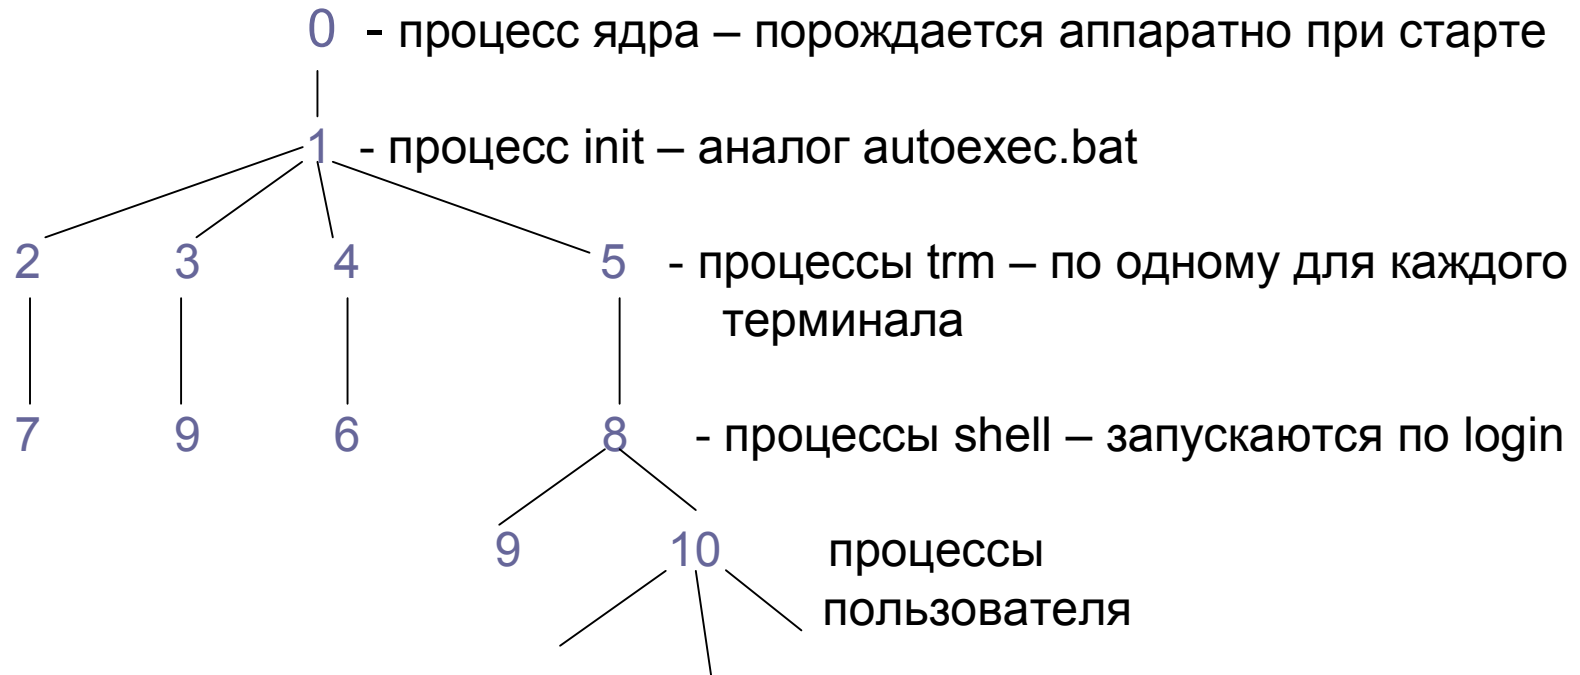 0 - процесс ядра – порождается аппаратно при старте
1 - процесс init – аналог autoexec.bat
2 3 4 5 - процессы trm – по одному для каждого
терминала
7 9 6 8 - процессы shell – запускаются по login
9 10 процессы
пользователя